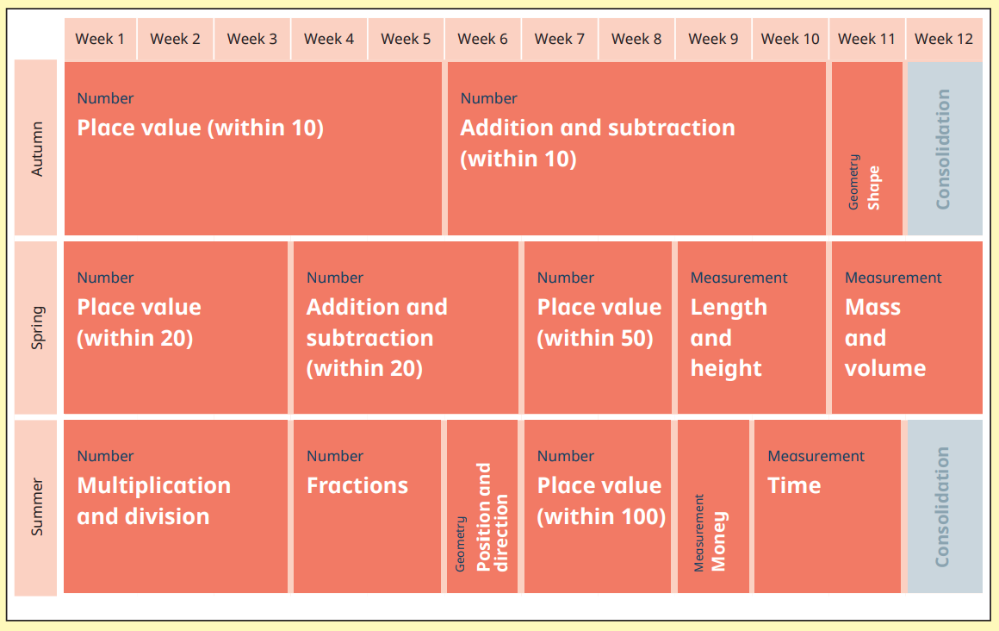 Week 1
Week 2
Week 3
Week 4
Week 5
Week 6
Week 7
Week 8
Week 9
Week 10
Week 11
Week 12
Autumn
Number
Place value (within 10)
Number
Addition and subtraction
(within 10)
Geometry
Shape
Consolidation
Spring
Number
Place value
(within 20)
Number
Addition and
subtraction
(within 20)
Number
Place value
(within 50)
Measurement
Length
and
height
Measurement
Mass
and
volume
Summer
Number
Multiplication
and division
Number
Fractions
Geometry
Position and
direction
Number
Place value
(within 100)
Measurement
Money
Measurement
Time
Consolidation